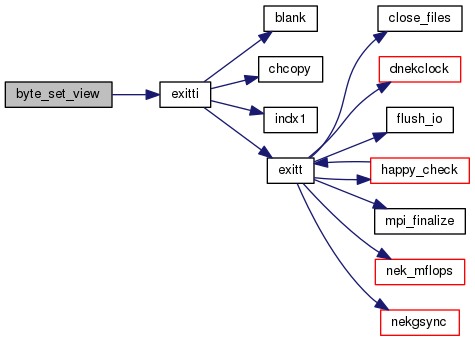 byte_set_view
exitti
blank
chcopy
indx1
exitt
close_files
dnekclock
flush_io
happy_check
mpi_finalize
nek_mflops
nekgsync